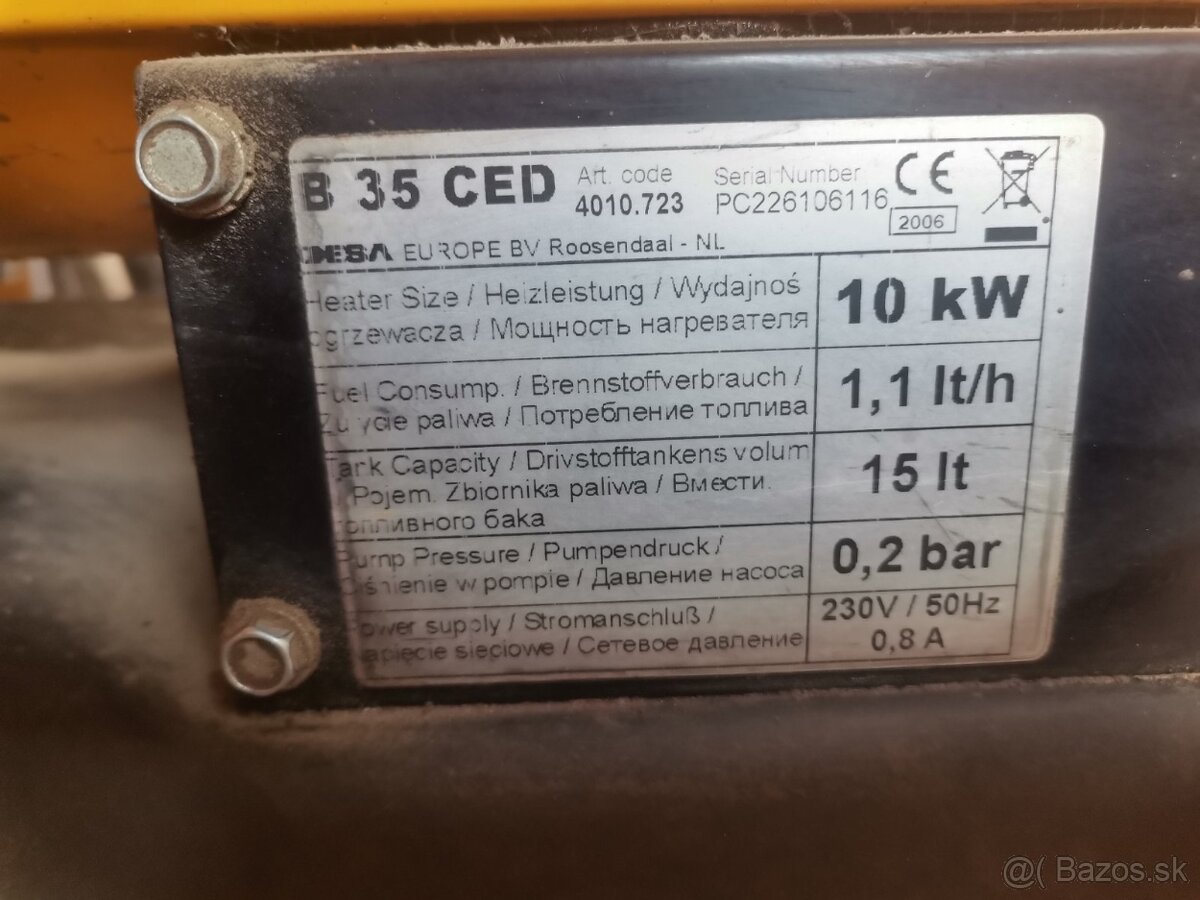 B 35 CED Art. code 4010.723 Serial Number PC226106116 CE 2006
DESA EUROPE BV Roosendaal - NL
Heater Size / Heizleistung / Wydajnoś
ogrzewacza / Мощность нагревателя
10 kW
Fuel Consump. / Brennstoffverbrauch /
paliwa / Потребление топлива
1,1 lt/h
Tank Capacity / Drivstofftankens volum
/ Pojem. Zbiornika paliwa / Вмести.
топливного бака
15 lt
Pump Pressure / Pumpendruck /
Ciśnienie w pompie / Давление насоса
0,2 bar
Power supply / Stromanschluß /
Napięcie sieciowe / Сетевое давление
230V / 50Hz
0,8 A
@( Bazos.sk